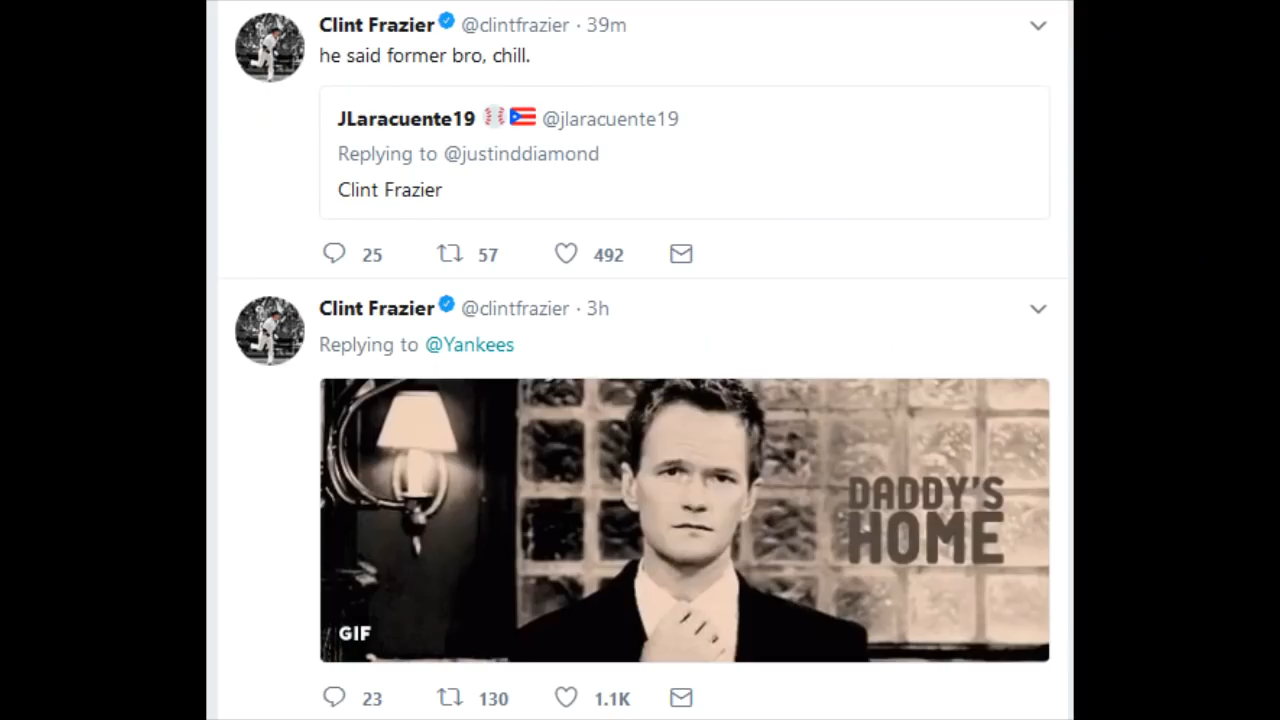 Clint Frazier @clintfrazier · 39m
he said former bro, chill.
JLaracuente19 @jlaracuente19
Replying to @justinddiamond
Clint Frazier
25 57 492
Clint Frazier @clintfrazier · 3h
Replying to @Yankees
DADDY'S
HOME
GIF
23 130 1.1K